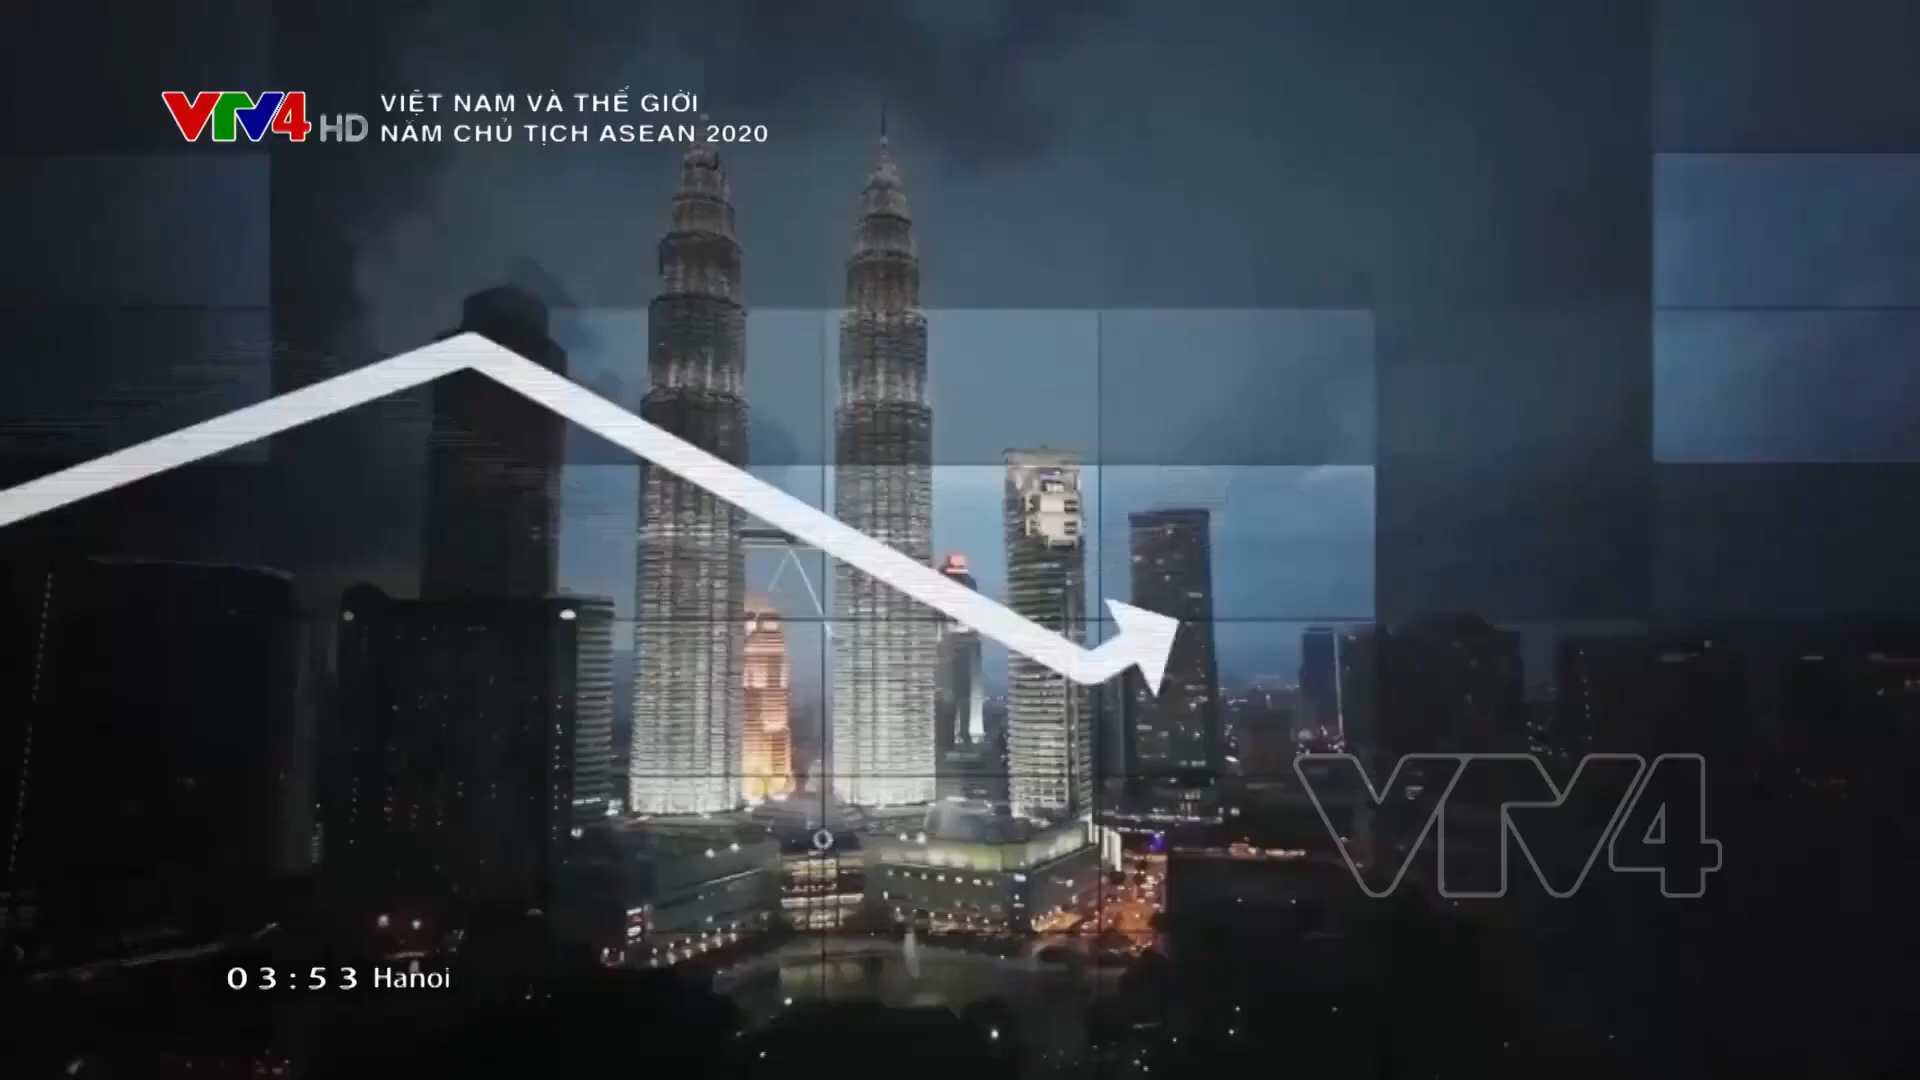 VTV4 HD
VIỆT NAM VÀ THẾ GIỚI
NĂM CHỦ TỊCH ASEAN 2020
VTV4
03:53 Hanoi